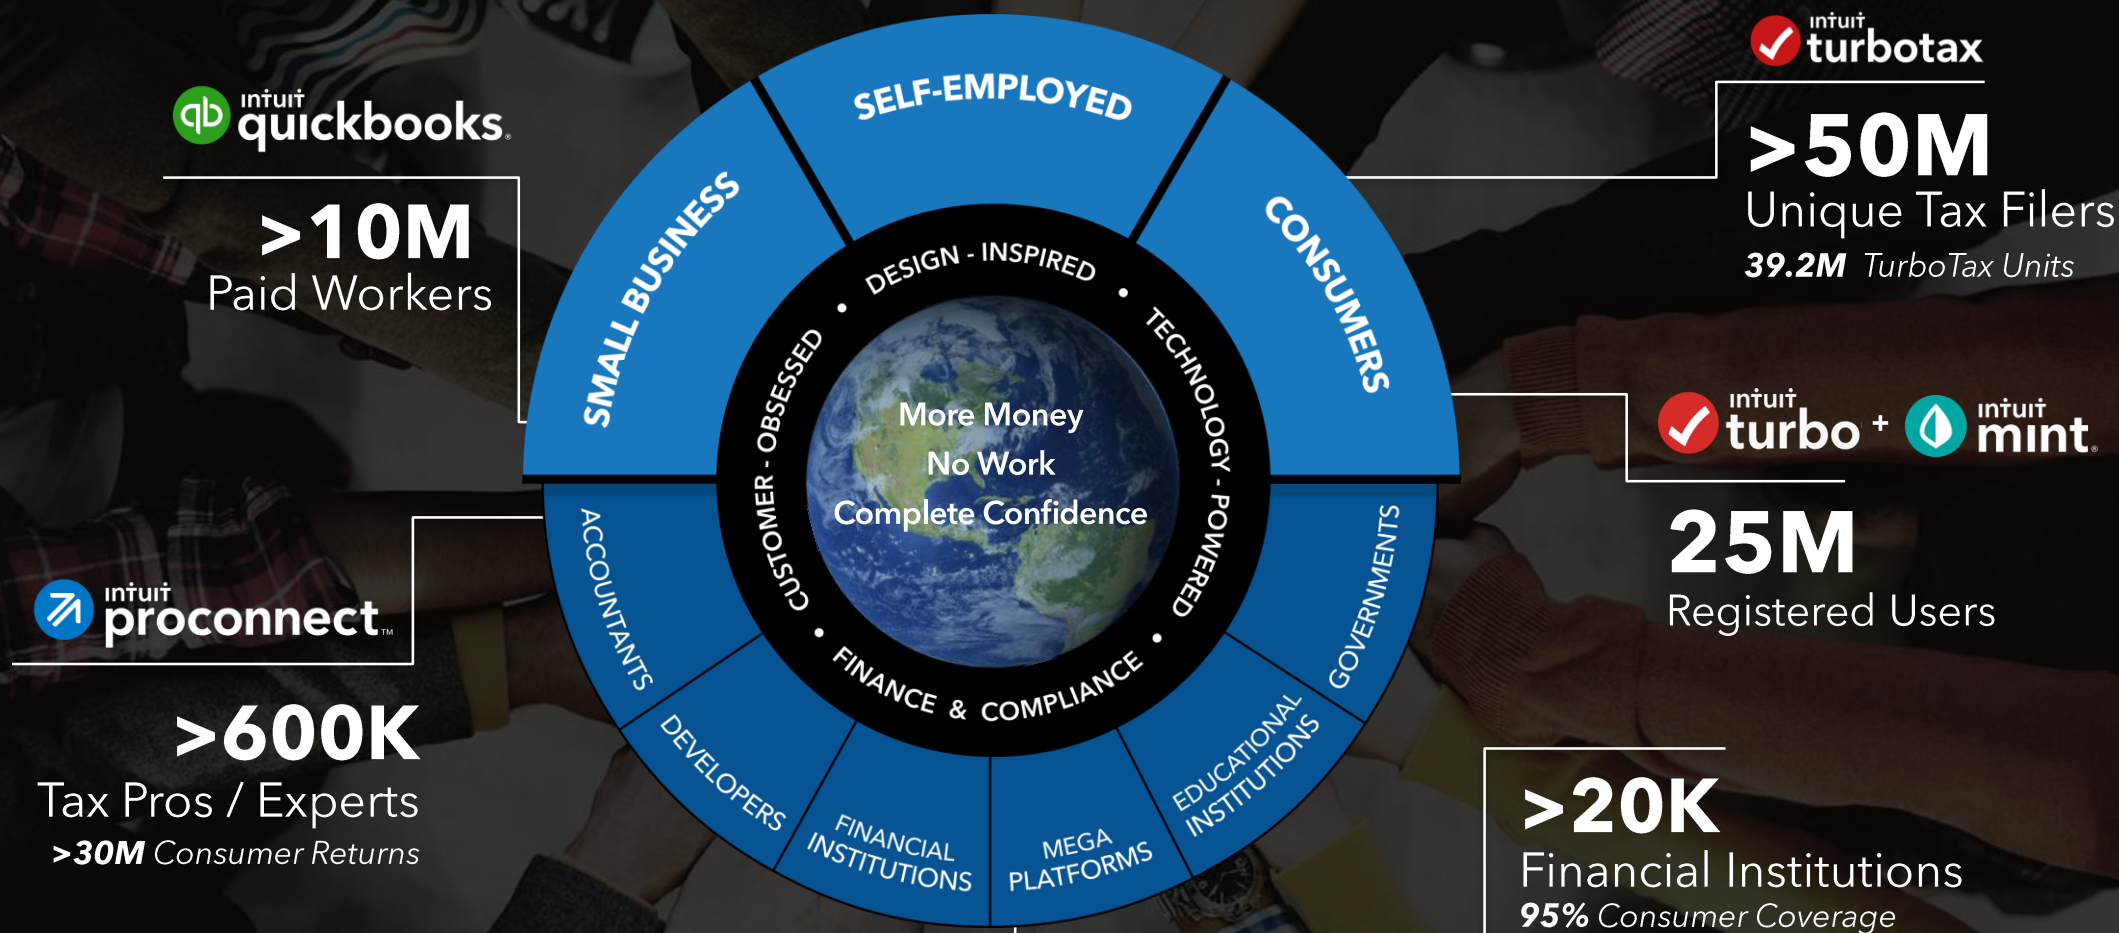 intuit
quickbooks®
>10M
Paid Workers
intuit
proconnect™
>600K
Tax Pros / Experts
>30M Consumer Returns
SMALL BUSINESS
SELF-EMPLOYED
CONSUMERS
CUSTOMER - OBSESSED • DESIGN - INSPIRED • TECHNOLOGY - POWERED • FINANCE & COMPLIANCE •
More Money
No Work
Complete Confidence
ACCOUNTANTS
DEVELOPERS
FINANCIAL
INSTITUTIONS
MEGA
PLATFORMS
EDUCATIONAL
INSTITUTIONS
GOVERNMENTS
intuit
turbotax
>50M
Unique Tax Filers
39.2M TurboTax Units
intuit
turbo +
intuit
mint®
25M
Registered Users
>20K
Financial Institutions
95% Consumer Coverage